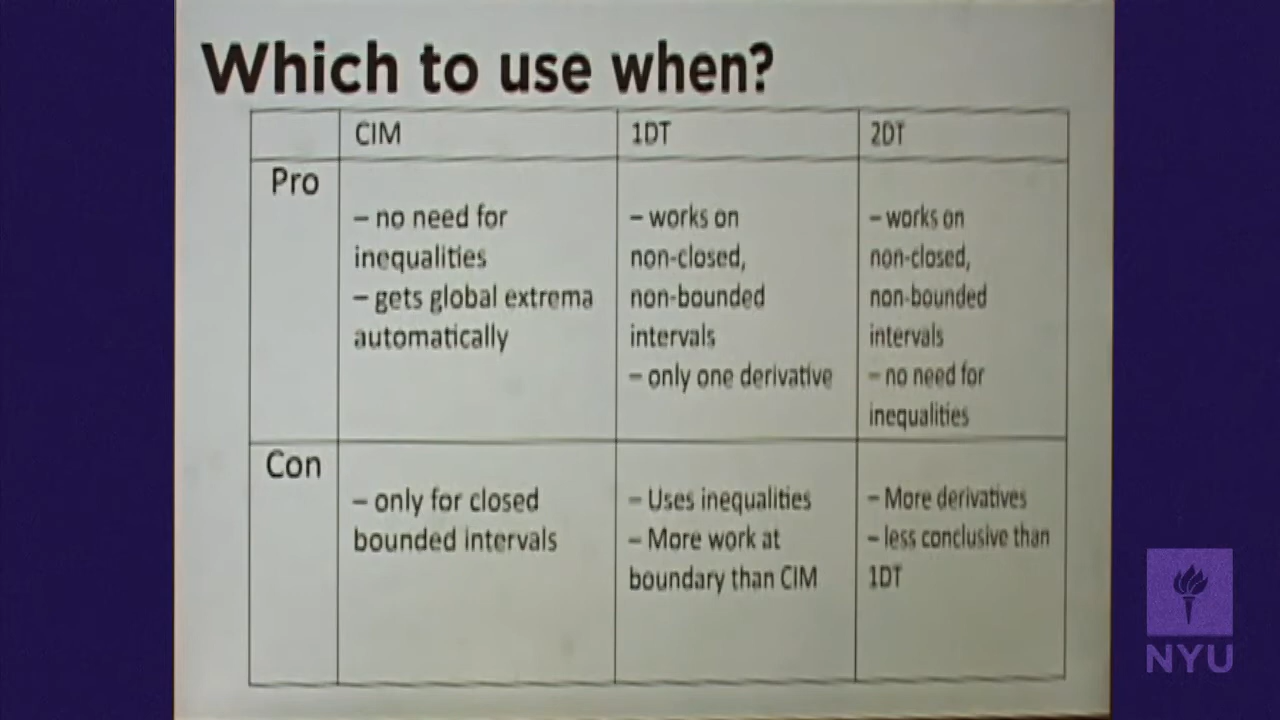 Which to use when?
CIM
1DT
2DT
Pro
– no need for
inequalities
– gets global extrema
automatically
– works on
non-closed,
non-bounded
intervals
– only one derivative
– works on
non-closed,
non-bounded
intervals
– no need for
inequalities
Con
– only for closed
bounded intervals
– Uses inequalities
– More work at
boundary than CIM
– More derivatives
– less conclusive than
1DT
NYU